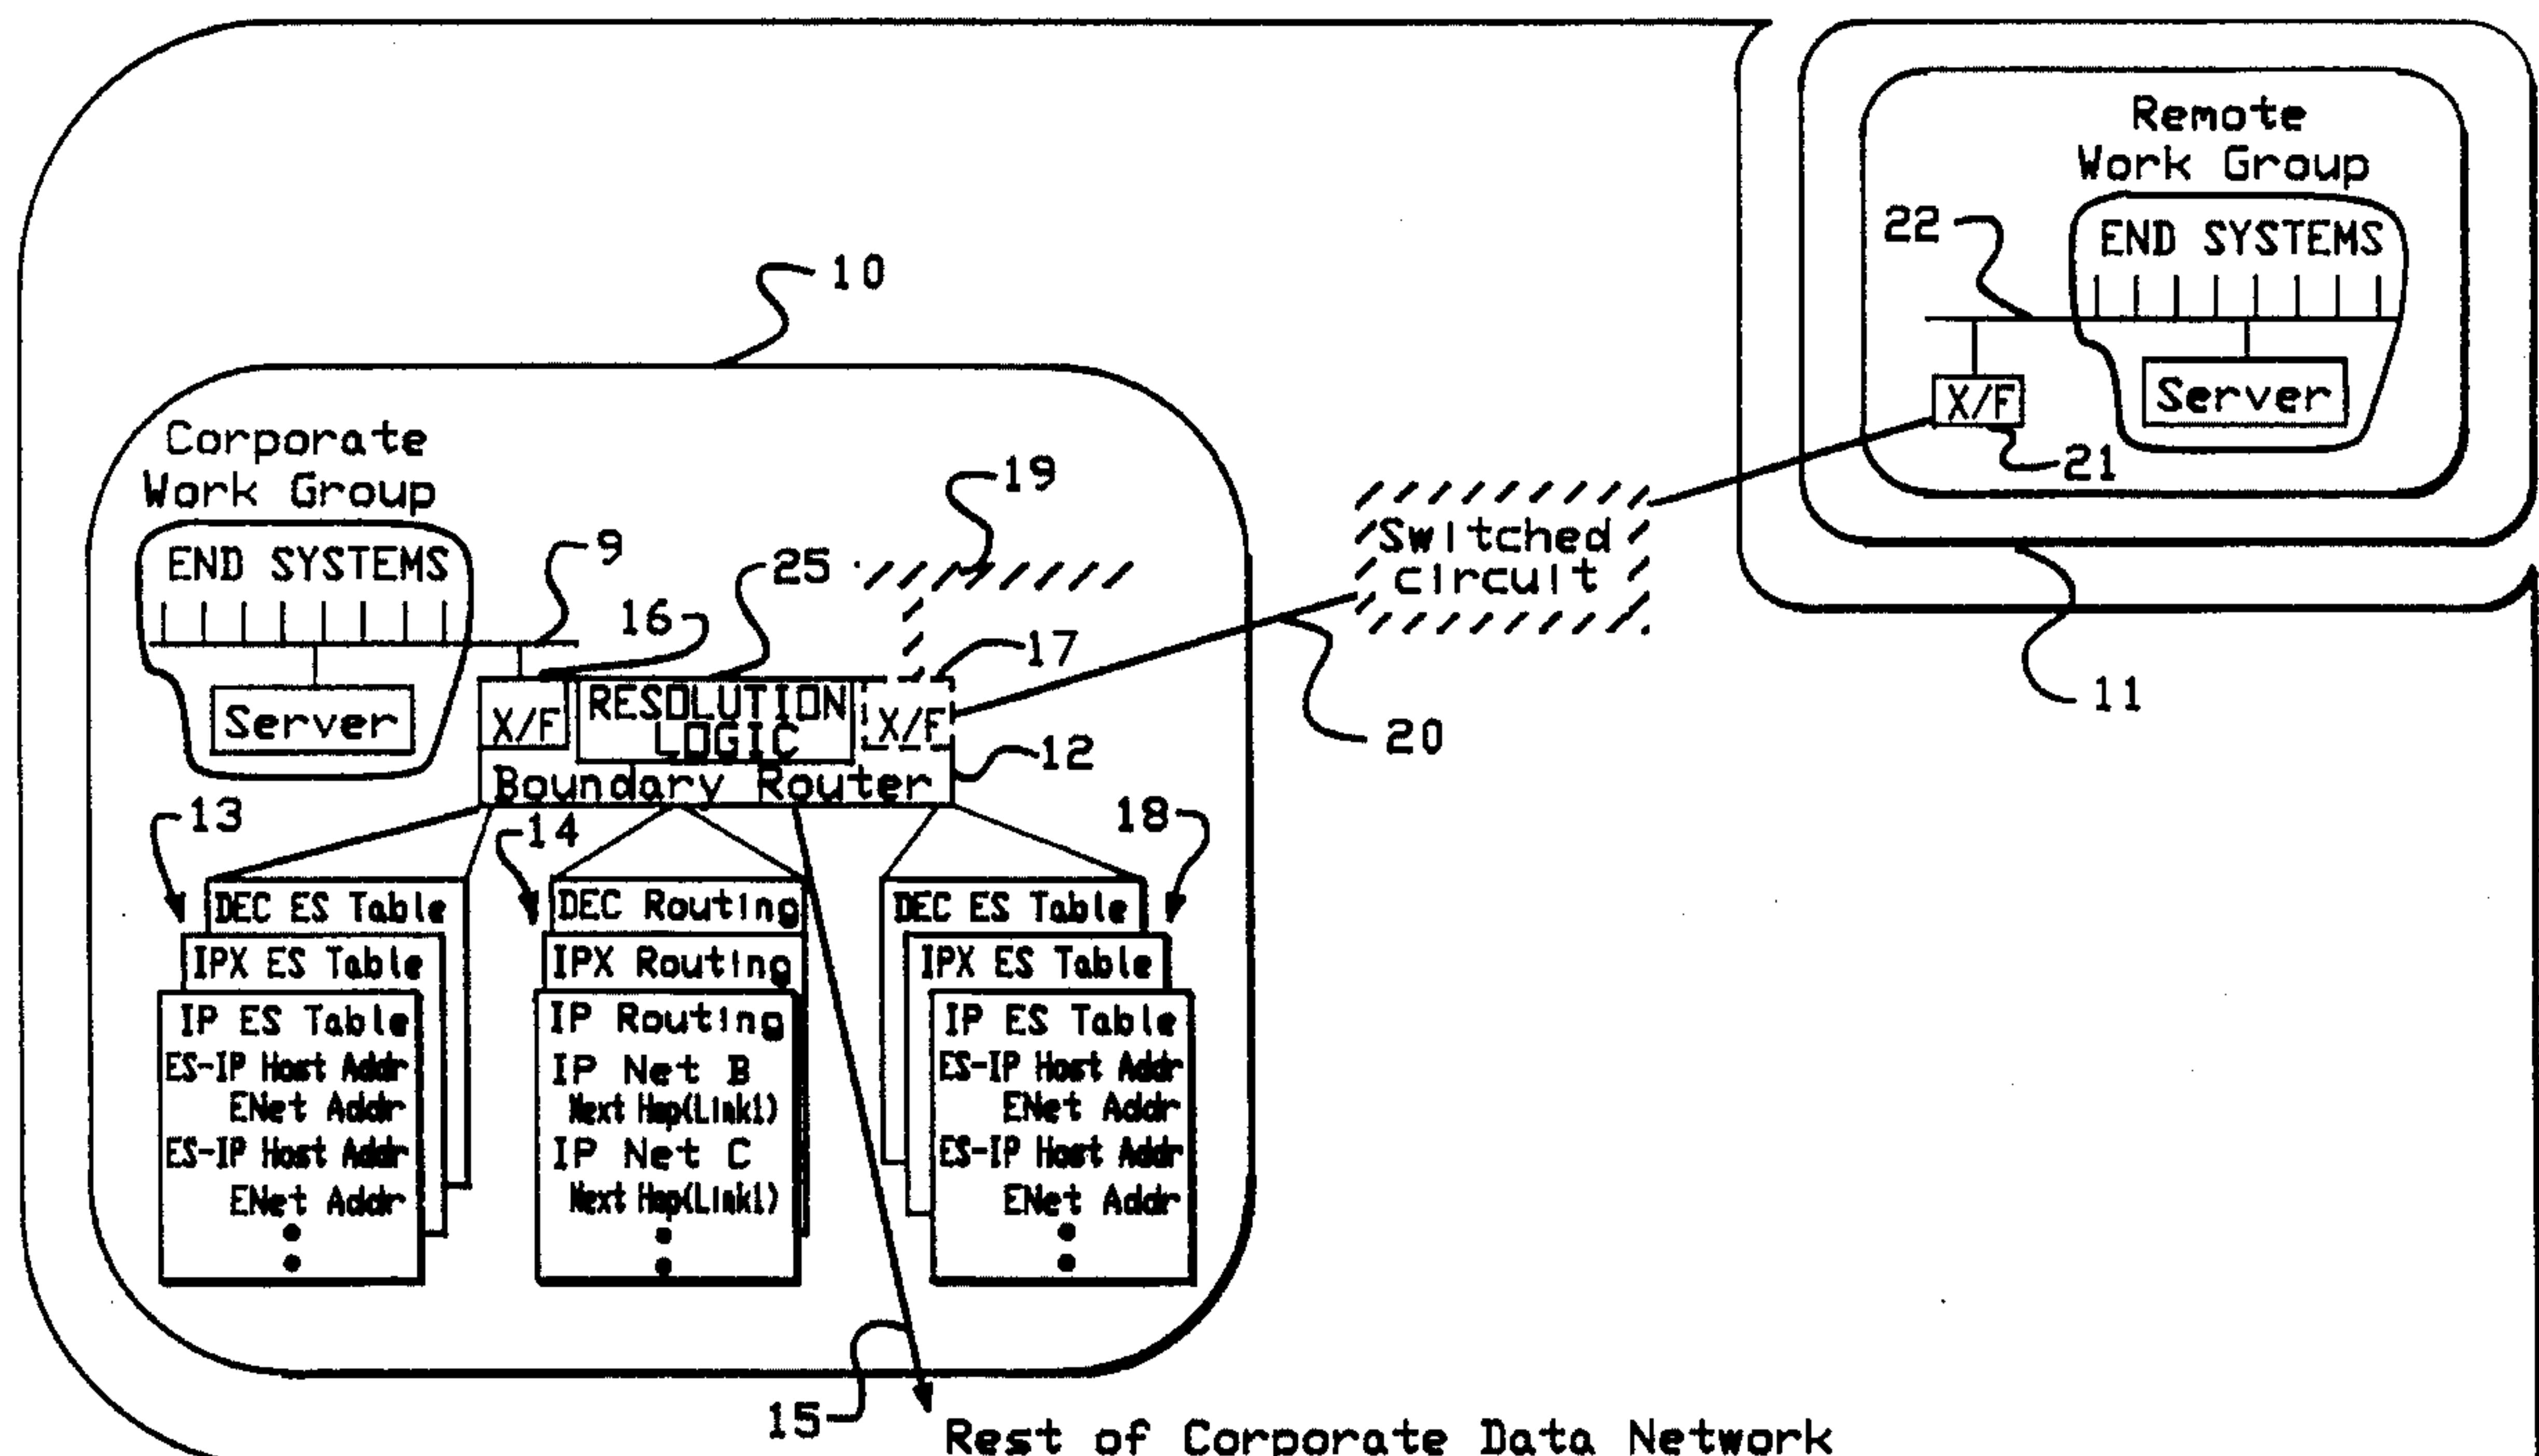 Remote
Work Group
22
END SYSTEMS
X/F
Server
21
10
Corporate
Work Group
19
Switched
circuit
END SYSTEMS
9
25
16
17
11
Server
X/F
RESOLUTION
LOGIC
X/F
20
12
Boundary Router
13
14
18
DEC ES Table
IPX ES Table
IP ES Table
ES-IP Host Addr
ENet Addr
ES-IP Host Addr
ENet Addr
DEC Routing
IPX Routing
IP Routing
IP Net B
Next Hop(Link1)
IP Net C
Next Hop(Link1)
DEC ES Table
IPX ES Table
IP ES Table
ES-IP Host Addr
ENet Addr
ES-IP Host Addr
ENet Addr
15
Rest of Corporate Data Network